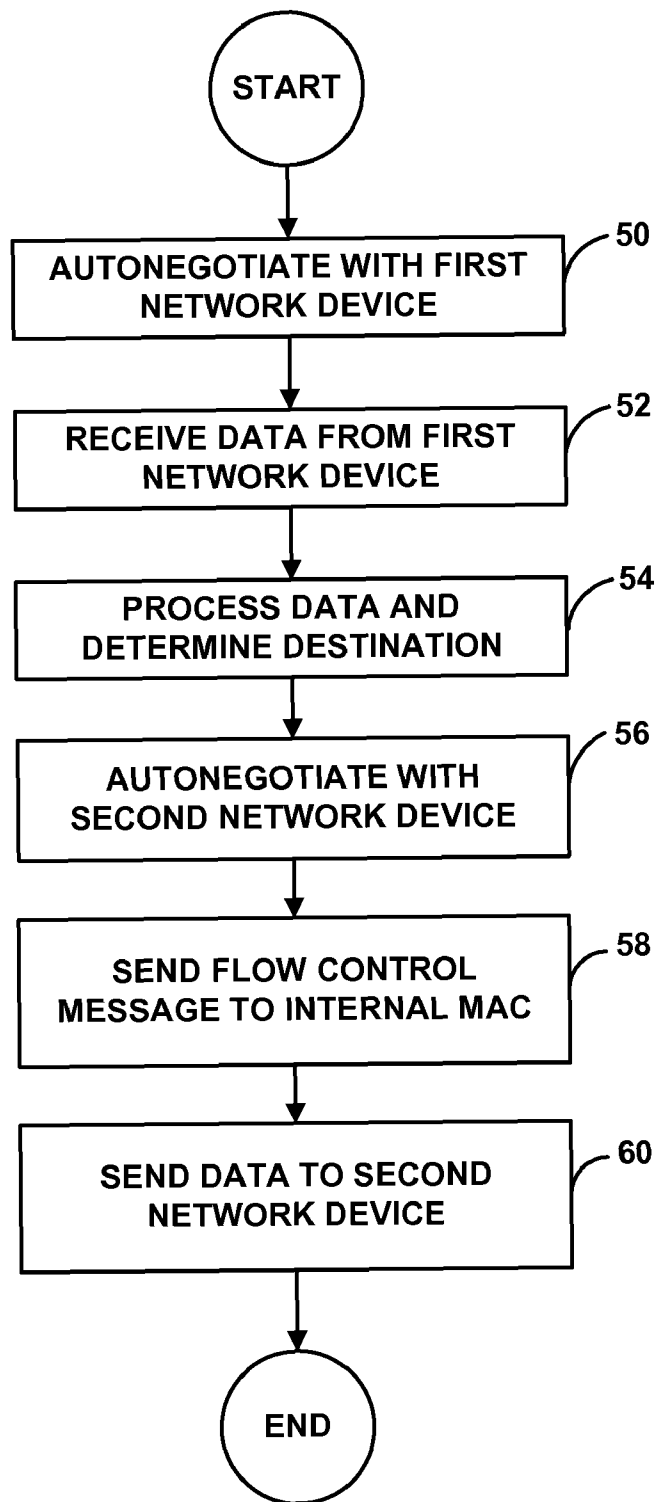 START
50
AUTONEGOTIATE WITH FIRST
NETWORK DEVICE
52
RECEIVE DATA FROM FIRST
NETWORK DEVICE
54
PROCESS DATA AND
DETERMINE DESTINATION
56
AUTONEGOTIATE WITH
SECOND NETWORK DEVICE
58
SEND FLOW CONTROL
MESSAGE TO INTERNAL MAC
60
SEND DATA TO SECOND
NETWORK DEVICE
END